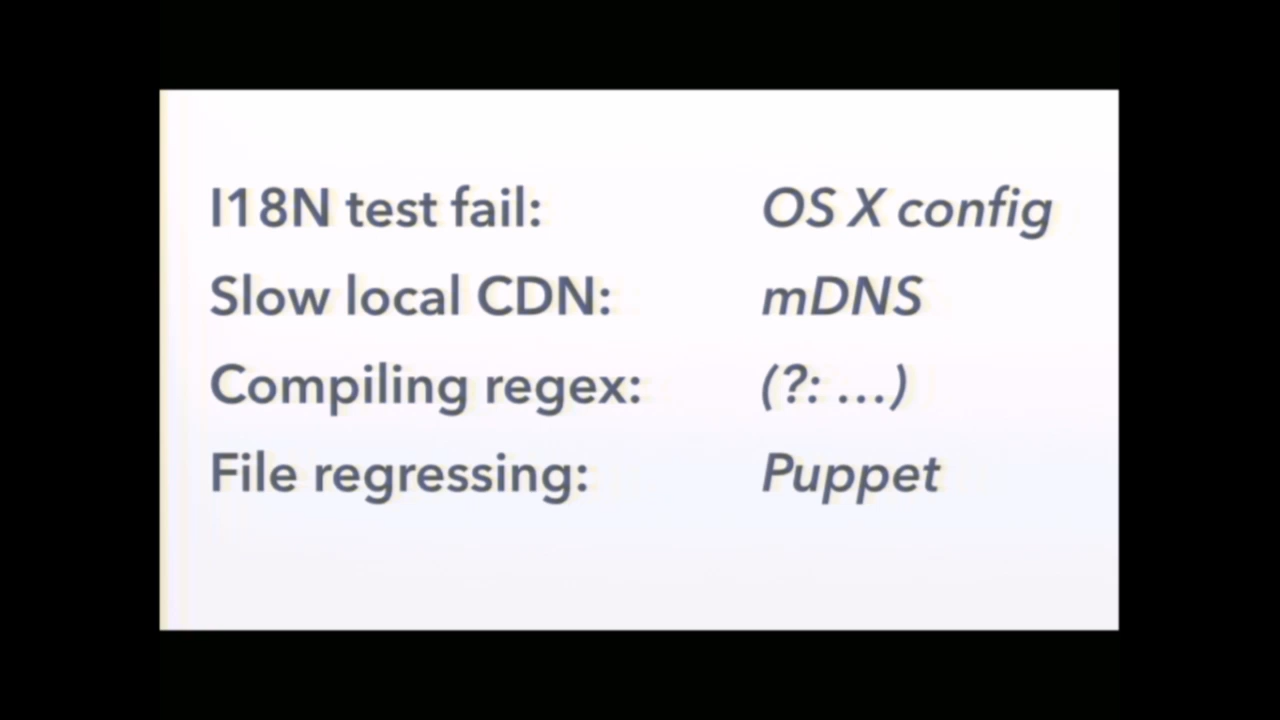 I18N test fail: OS X config
Slow local CDN: mDNS
Compiling regex: (?: …)
File regressing: Puppet